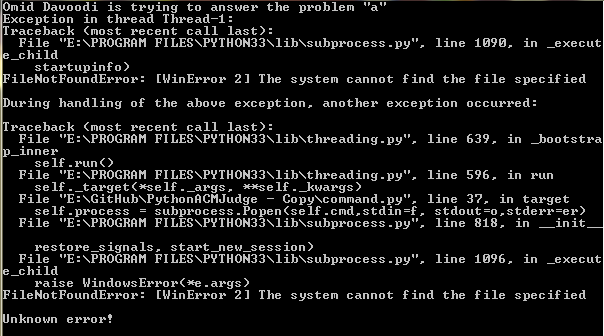 Omid Davoodi is trying to answer the problem "a"
Exception in thread Thread-1:
Traceback (most recent call last):
  File "E:\PROGRAM FILES\PYTHON33\lib\subprocess.py", line 1090, in _execut
e_child
    startupinfo)
FileNotFoundError: [WinError 2] The system cannot find the file specified

During handling of the above exception, another exception occurred:

Traceback (most recent call last):
  File "E:\PROGRAM FILES\PYTHON33\lib\threading.py", line 639, in _bootstra
p_inner
    self.run()
  File "E:\PROGRAM FILES\PYTHON33\lib\threading.py", line 596, in run
    self._target(*self._args, **self._kwargs)
  File "E:\GitHub\PythonACMJudge - Copy\command.py", line 37, in target
    self.process = subprocess.Popen(self.cmd,stdin=f, stdout=o,stderr=er)
  File "E:\PROGRAM FILES\PYTHON33\lib\subprocess.py", line 818, in __init__

    restore_signals, start_new_session)
  File "E:\PROGRAM FILES\PYTHON33\lib\subprocess.py", line 1096, in _execut
e_child
    raise WindowsError(*e.args)
FileNotFoundError: [WinError 2] The system cannot find the file specified

Unknown error!